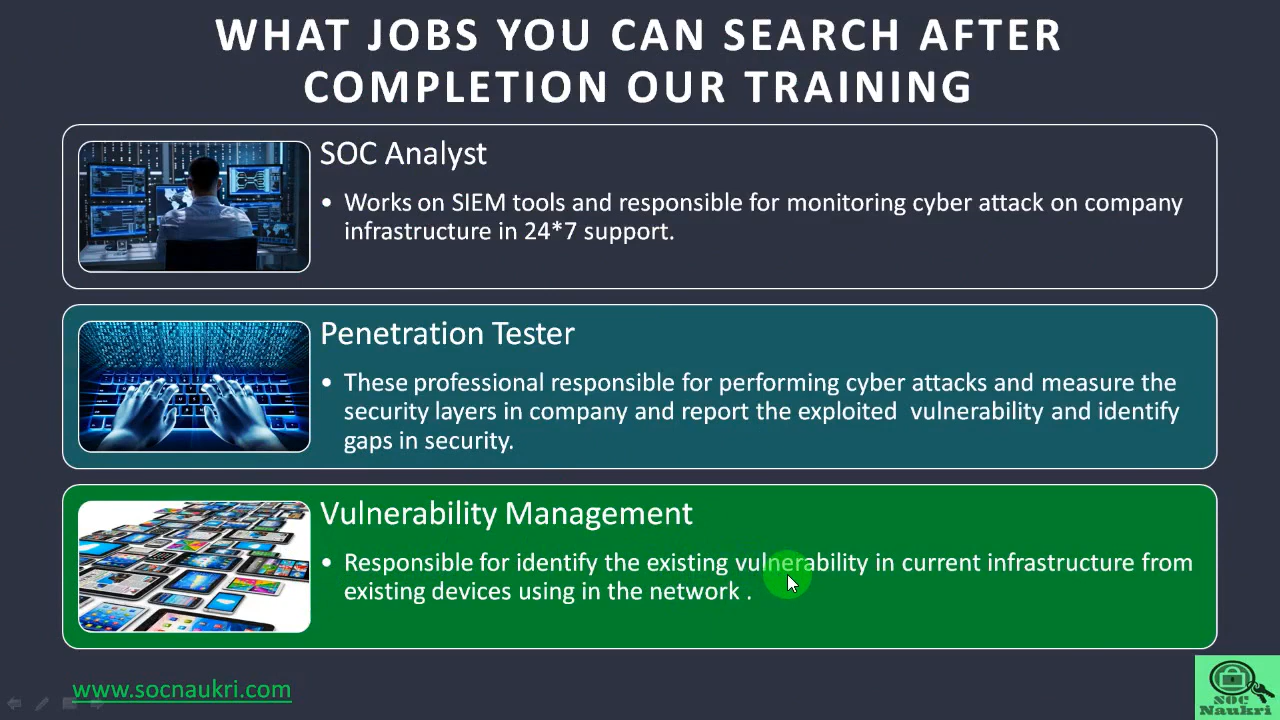 WHAT JOBS YOU CAN SEARCH AFTER
COMPLETION OUR TRAINING
SOC Analyst
• Works on SIEM tools and responsible for monitoring cyber attack on company
infrastructure in 24*7 support.
Penetration Tester
• These professional responsible for performing cyber attacks and measure the
security layers in company and report the exploited  vulnerability and identify
gaps in security.
Vulnerability Management
• Responsible for identify the existing vulnerability in current infrastructure from
existing devices using in the network .
www.socnaukri.com
SOC
Naukri